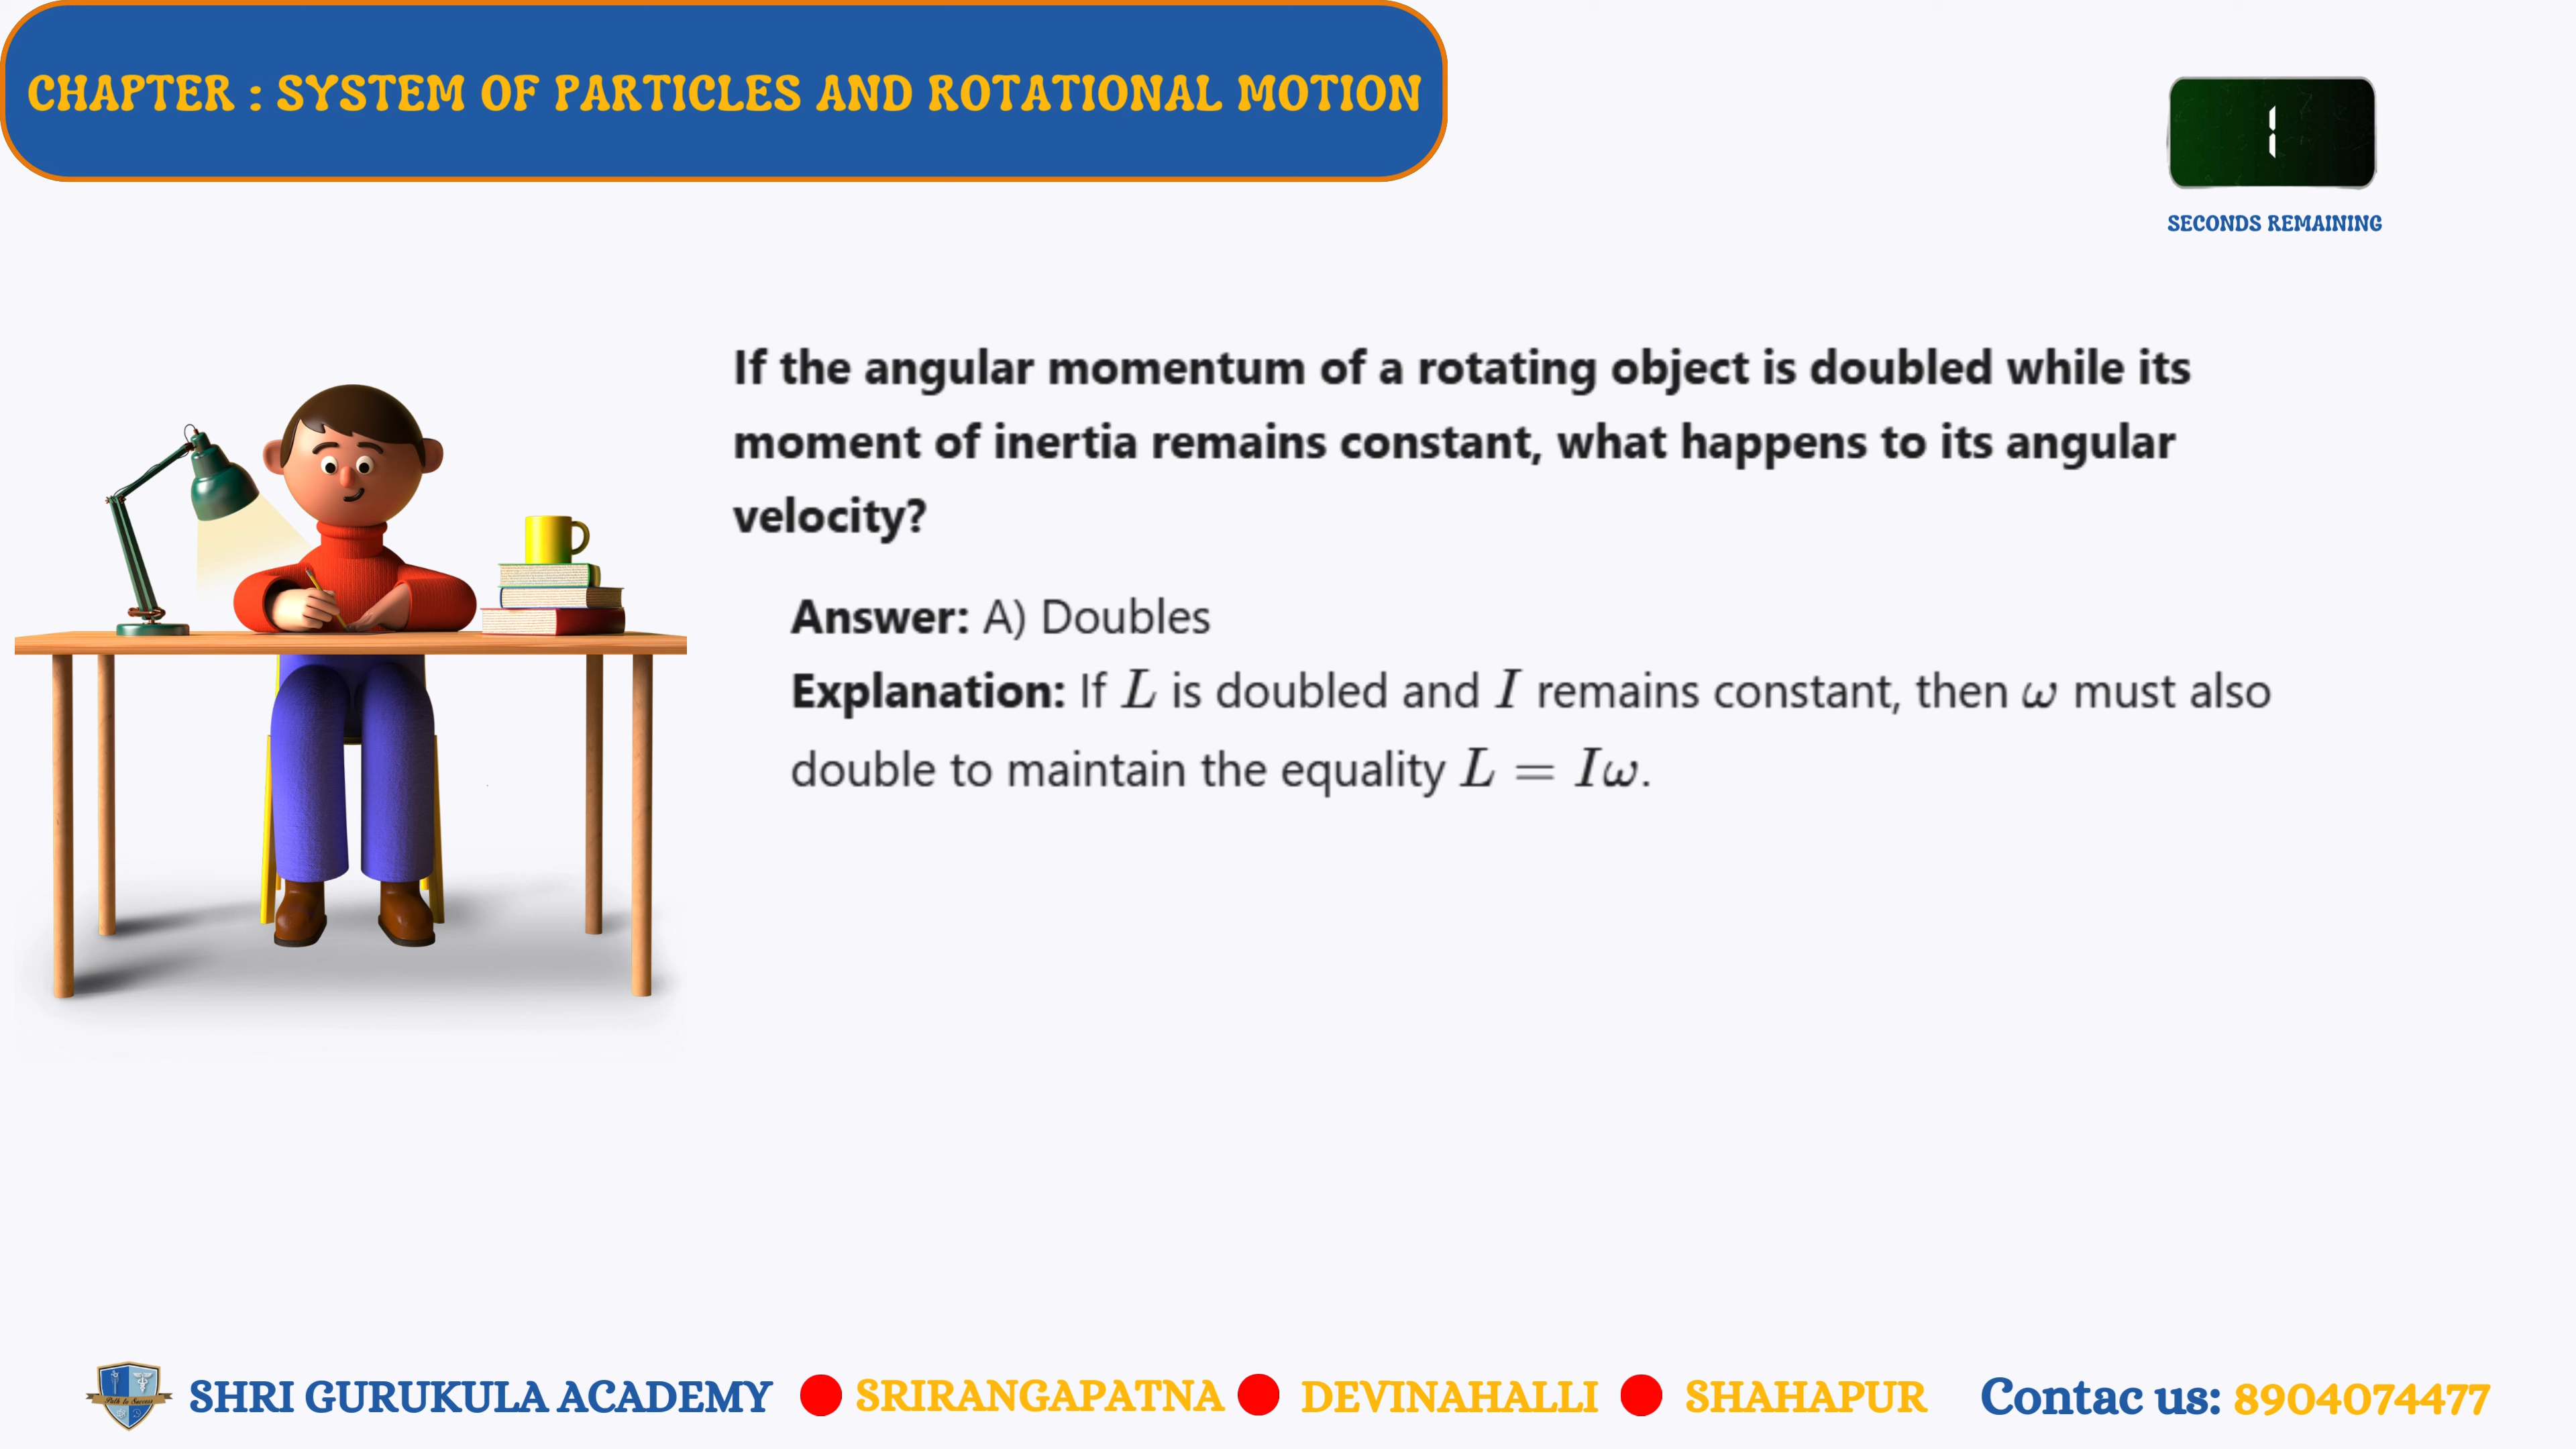 CHAPTER : SYSTEM OF PARTICLES AND ROTATIONAL MOTION
1
SECONDS REMAINING
If the angular momentum of a rotating object is doubled while its
moment of inertia remains constant, what happens to its angular
velocity?
Answer: A) Doubles
Explanation: If L is doubled and I remains constant, then ω must also
double to maintain the equality L = Iω.
Path to Success
SHRI GURUKULA ACADEMY SRIRANGAPATNA DEVINAHALLI SHAHAPUR Contac us: 8904074477